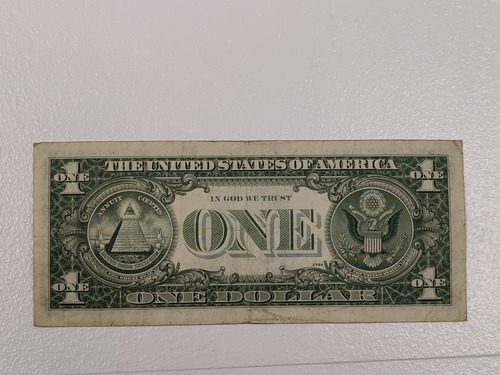 THE UNITED STATES OF AMERICA
1 ONE
ONE 1
ANNUIT COEPTIS
IN GOD WE TRUST
ONE
ONE
ONE
ONE DOLLAR
1
1